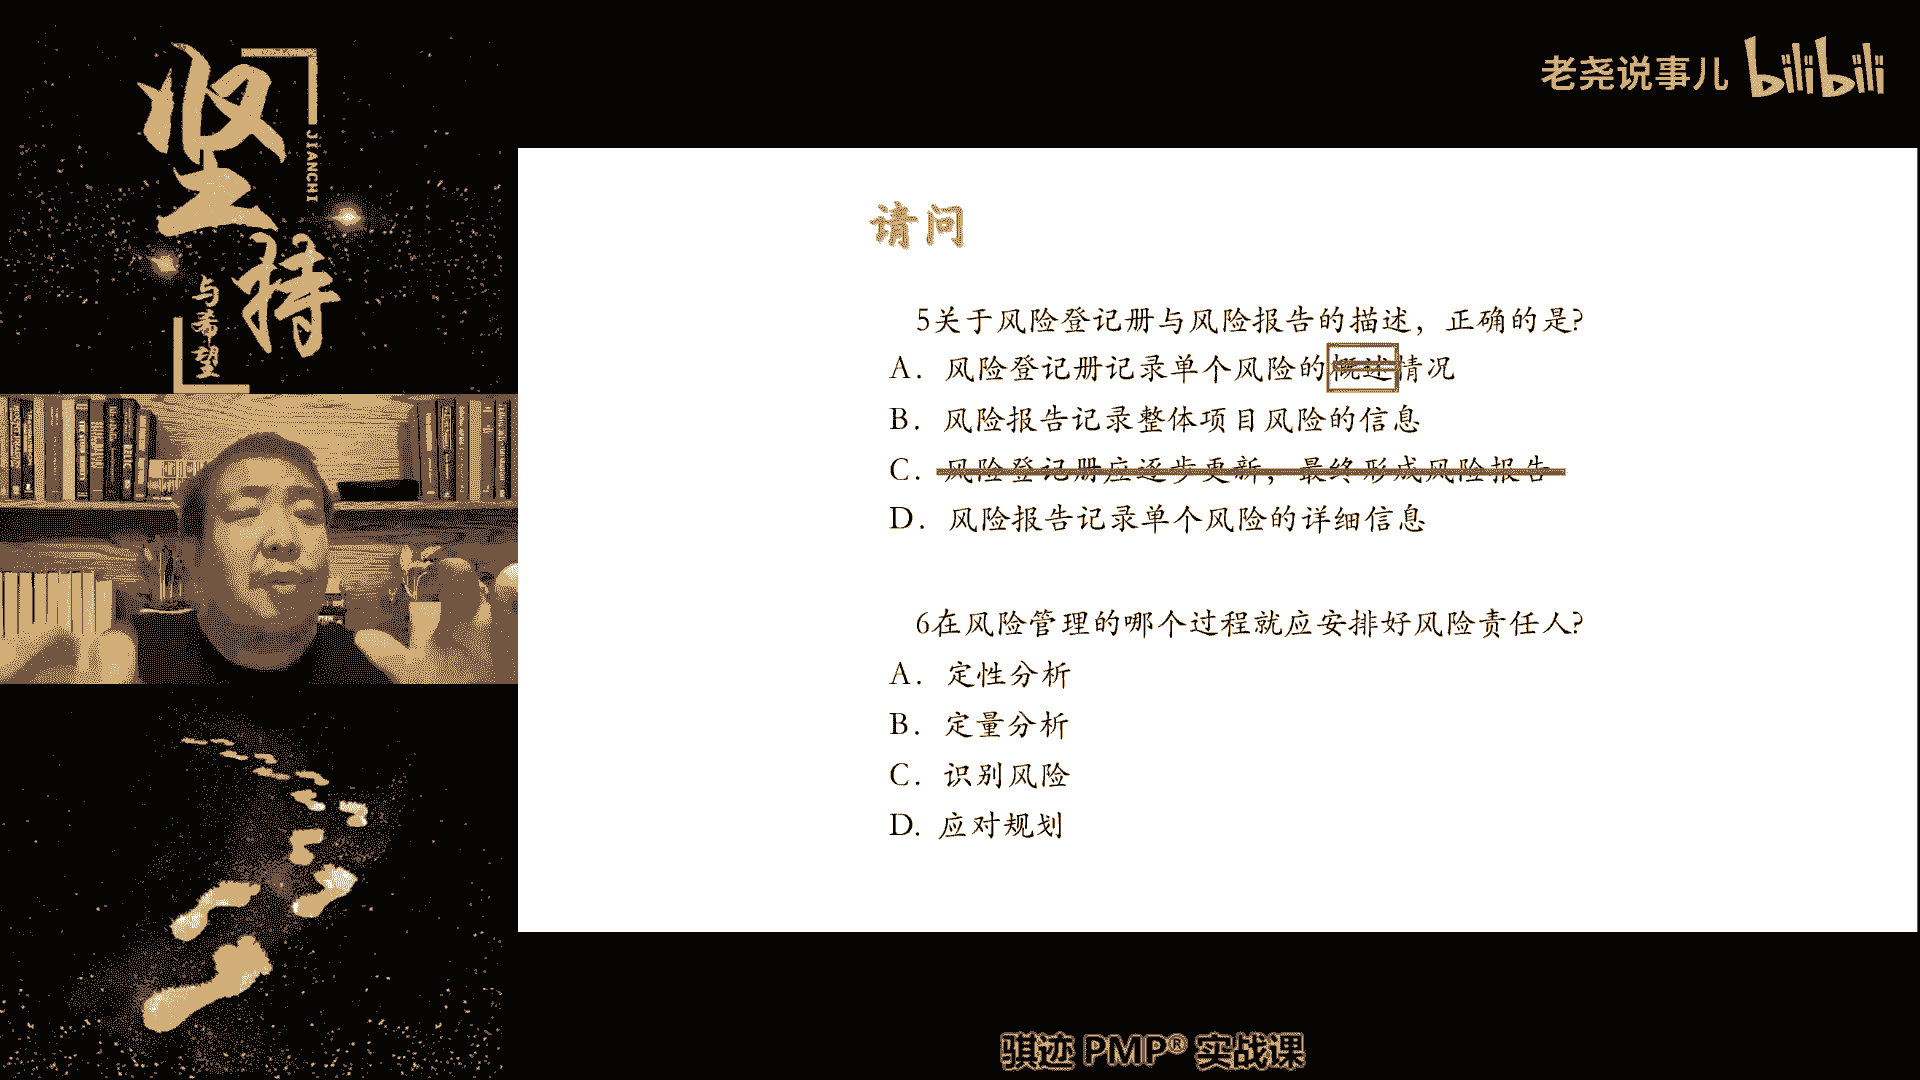 坚持
JIANCHI
与希望
老尧说事儿 bilibili
请问
5关于风险登记册与风险报告的描述，正确的是?
A. 风险登记册记录单个风险的概述情况
B. 风险报告记录整体项目风险的信息
C. 风险登记册应逐步更新，最终形成风险报告
D. 风险报告记录单个风险的详细信息
6在风险管理的哪个过程就应安排好风险责任人?
A. 定性分析
B. 定量分析
C. 识别风险
D. 应对规划
骐迹 PMP® 实战课